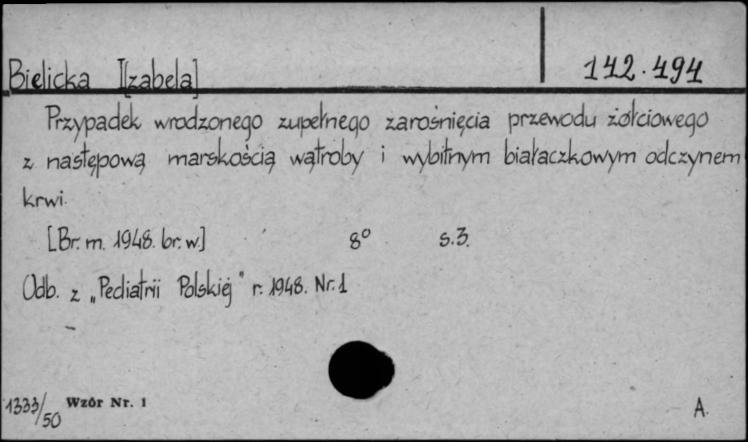 142.494
Bielicka I[zabela]
Przypadek wrodzonego zupełnego zarośnięcia przewodu żółciowego
z następową marskością wątroby i wybitnym białaczkowym odczynem
krwi.
[Br. m. 1948. br. w.] 8° s.3.
Odb. z „Pediatrii Polskiej" r. 1948. Nr. 1
1333/50 Wzór Nr. 1 A.